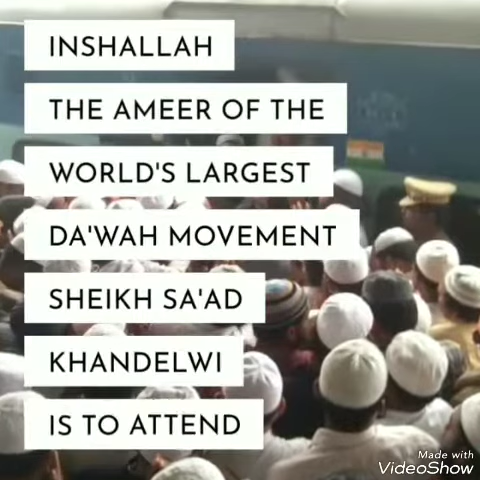 INSHALLAH
THE AMEER OF THE
WORLD'S LARGEST
DA'WAH MOVEMENT
SHEIKH SA'AD
KHANDELWI
IS TO ATTEND
Made with
VideoShow